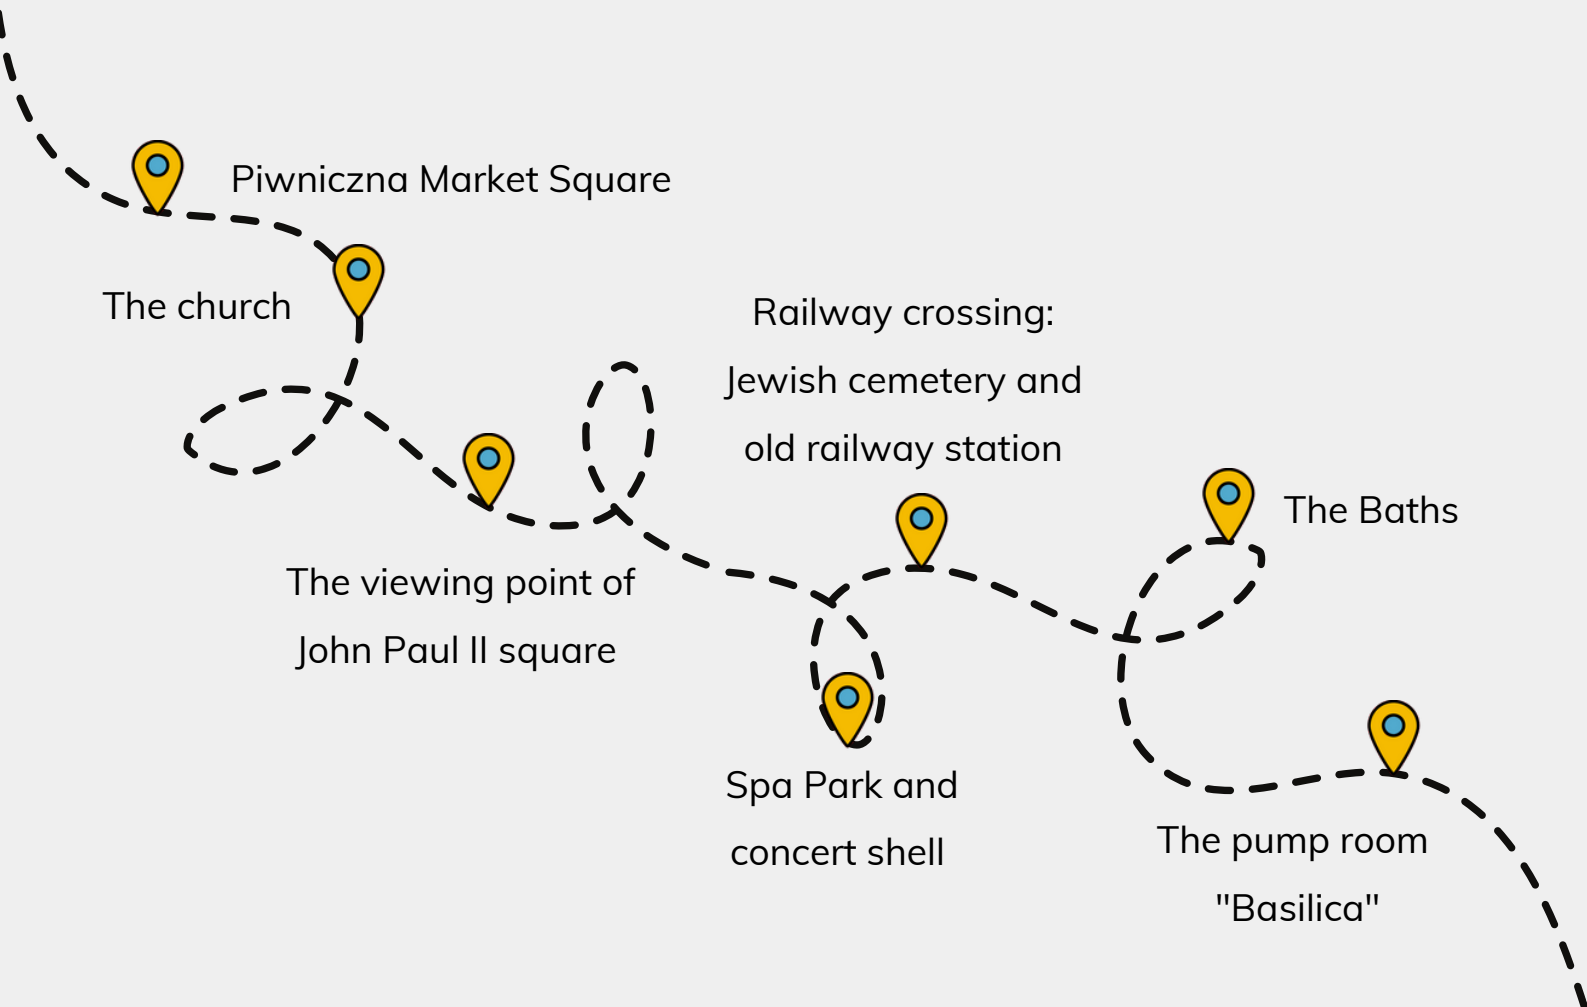 Piwniczna Market Square
The church
Railway crossing:
Jewish cemetery and
old railway station
The Baths
The viewing point of
John Paul II square
Spa Park and
concert shell
The pump room
"Basilica"